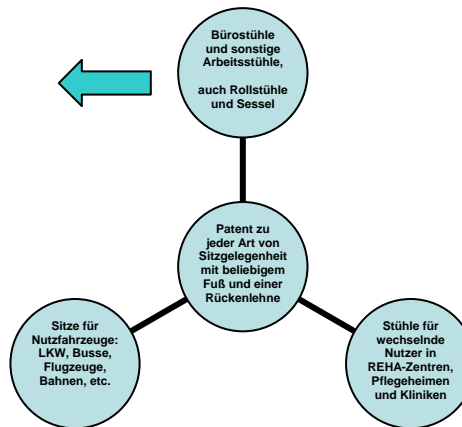 Bürostühle
und sonstige
Arbeitsstühle,
auch Rollstühle
und Sessel
Patent zu
jeder Art von
Sitzgelegenheit
mit beliebigem
Fuß und einer
Rückenlehne
Sitze für
Nutzfahrzeuge:
LKW, Busse,
Flugzeuge,
Bahnen, etc.
Stühle für
wechselnde
Nutzer in
REHA-Zentren,
Pflegeheimen
und Kliniken